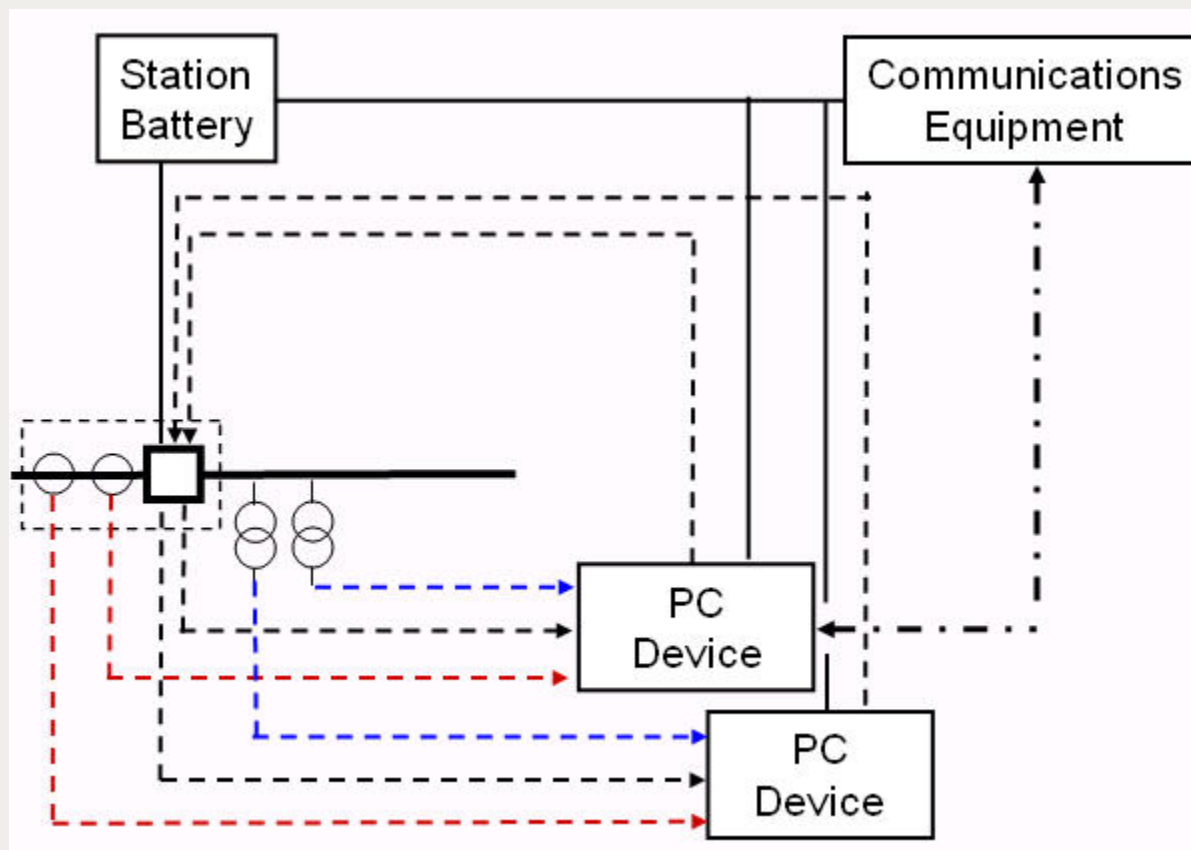 Station
Battery
Communications
Equipment
PC
Device
PC
Device